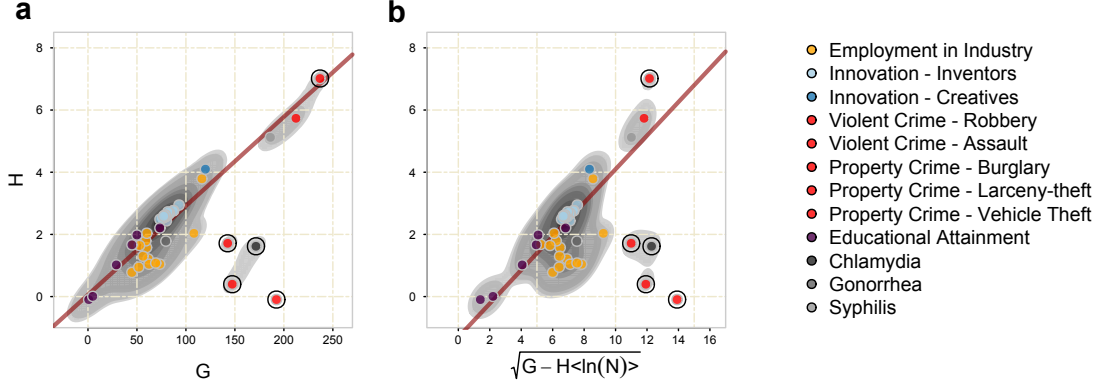 a
b
8
6
4
2
0
H
0 50 100 150 200 250
G
8
6
4
2
0
0 2 4 6 8 10 12 14 16
√G − H<ln(N)>
Employment in Industry
Innovation - Inventors
Innovation - Creatives
Violent Crime - Robbery
Violent Crime - Assault
Property Crime - Burglary
Property Crime - Larceny-theft
Property Crime - Vehicle Theft
Educational Attainment
Chlamydia
Gonorrhea
Syphilis